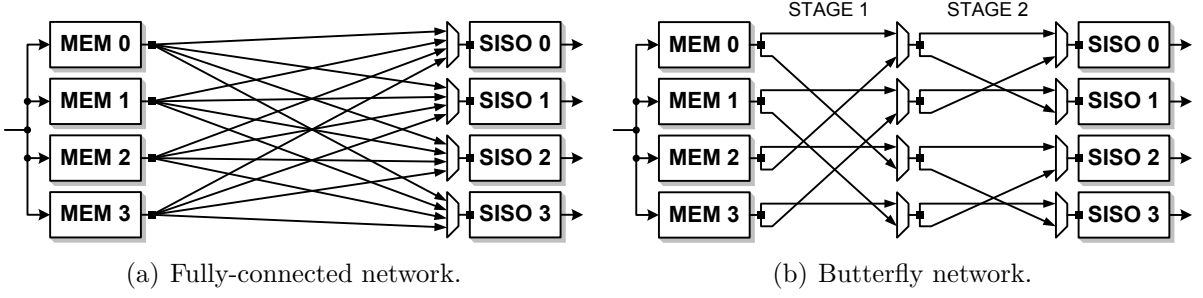 STAGE 1 STAGE 2
MEM 0 SISO 0 MEM 0 SISO 0
MEM 1 SISO 1 MEM 1 SISO 1
MEM 2 SISO 2 MEM 2 SISO 2
MEM 3 SISO 3 MEM 3 SISO 3
(a) Fully-connected network. (b) Butterfly network.